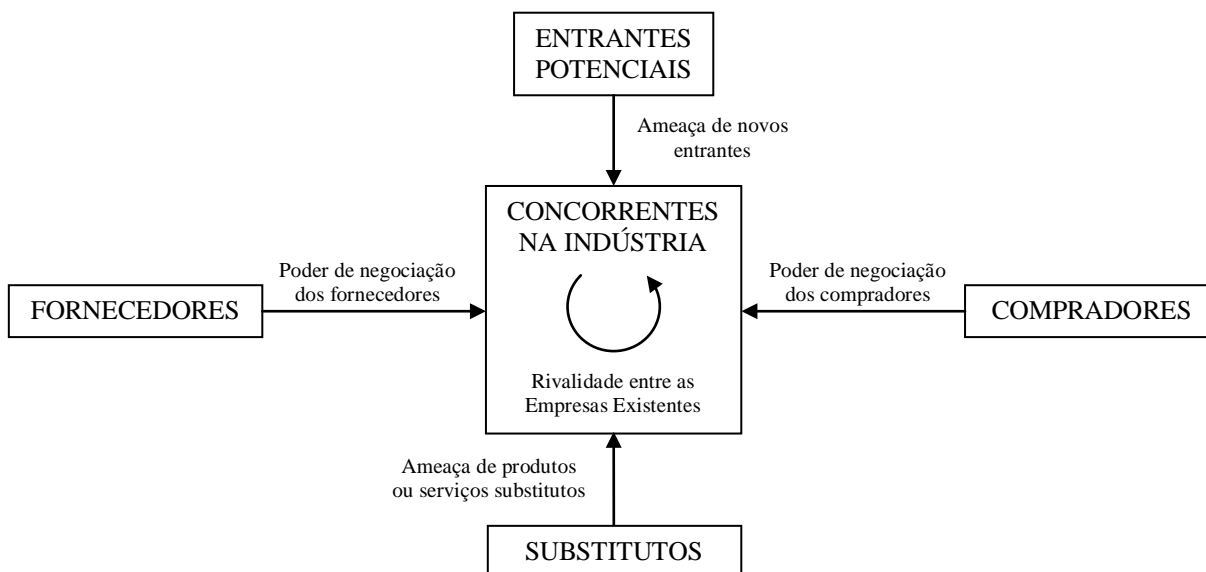 ENTRANTES
POTENCIAIS
Ameaça de novos
entrantes
CONCORRENTES
NA INDÚSTRIA
Poder de negociação
dos fornecedores
FORNECEDORES
Poder de negociação
dos compradores
COMPRADORES
Rivalidade entre as
Empresas Existentes
Ameaça de produtos
ou serviços substitutos
SUBSTITUTOS